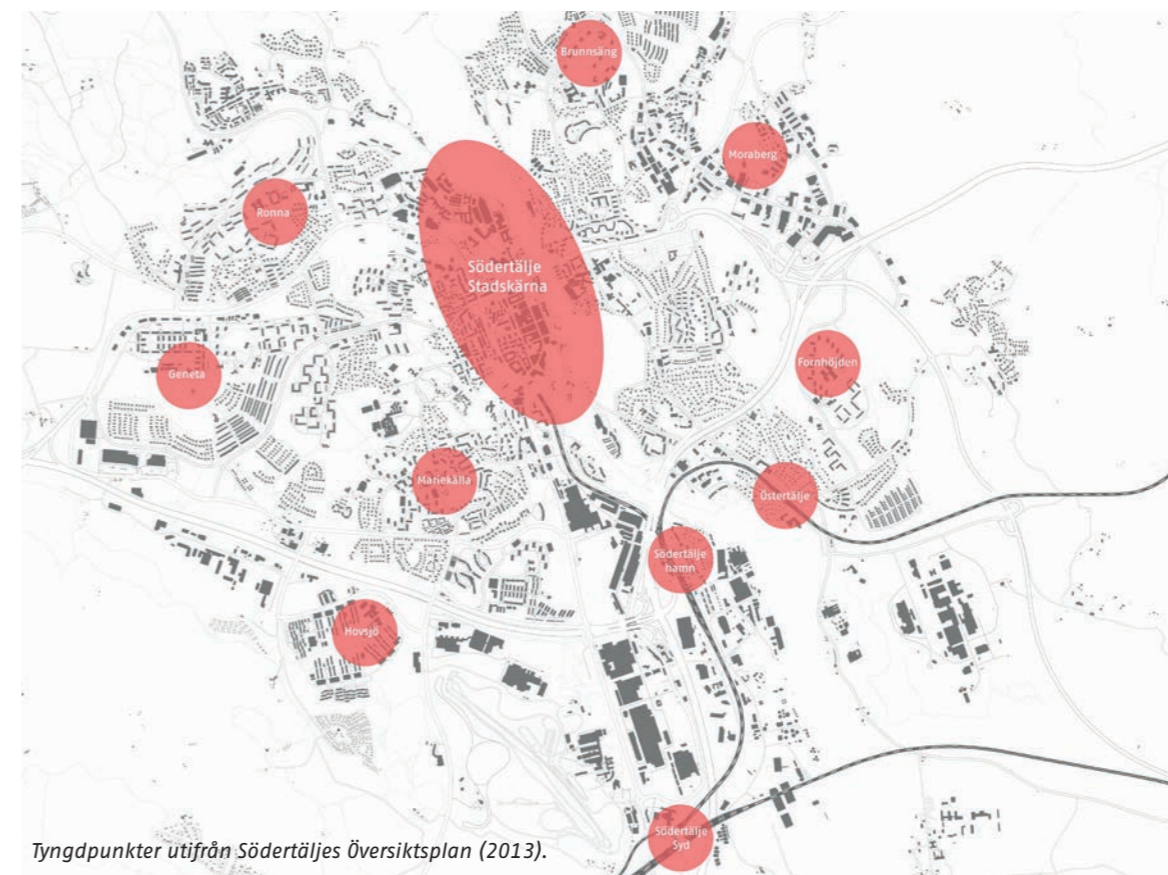 Brunnsäng
Moraberg
Ronna
Södertälje
Stadskärna
Fornhöjden
Geneta
Mariekälla
Östertälje
Södertälje
hamn
Hovsjö
Södertälje
Syd
Tyngdpunkter utifrån Södertäljes Översiktsplan (2013).